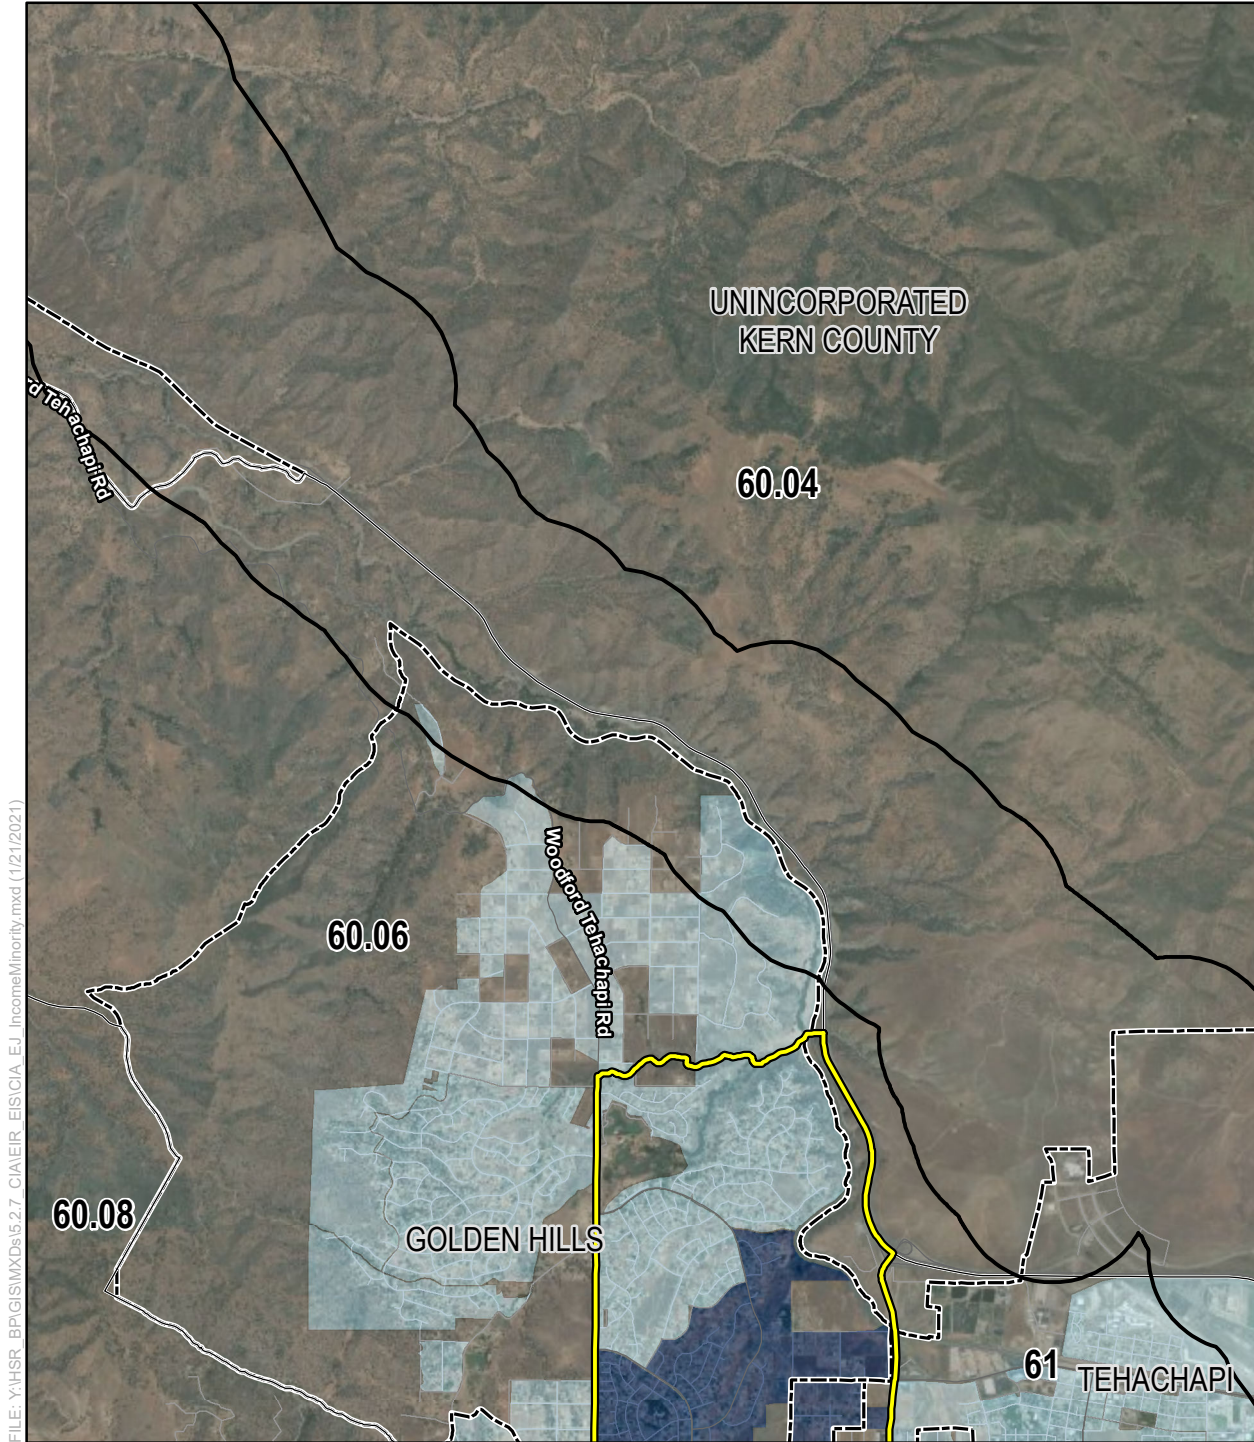 UNINCORPORATED
KERN COUNTY
rd Tehachapi Rd
60.04
Woodford Tehachapi Rd
60.06
60.08
GOLDEN HILLS
61
TEHACHAPI
FILE: Y:\HSR_BP\GIS\MXDs\5.2.7_CIA\EIR_EIS\CIA_EJ_IncomeMinority.mxd (1/21/2021)